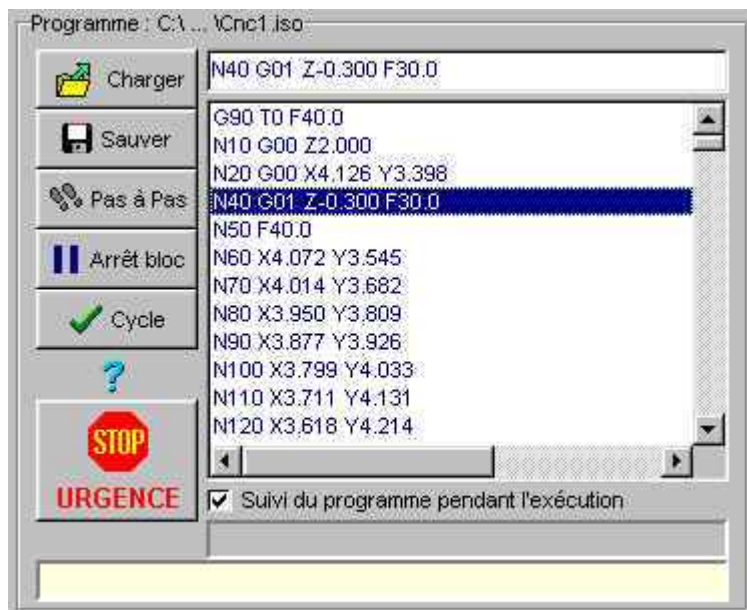 Programme : C:\ ... \Cnc1.iso
Charger
N40 G01 Z-0.300 F30.0
Sauver
Pas à Pas
Arrêt bloc
Cycle
?
STOP
URGENCE
G90 T0 F40.0
N10 G00 Z2.000
N20 G00 X4.126 Y3.398
N40 G01 Z-0.300 F30.0
N50 F40.0
N60 X4.072 Y3.545
N70 X4.014 Y3.682
N80 X3.950 Y3.809
N90 X3.877 Y3.926
N100 X3.799 Y4.033
N110 X3.711 Y4.131
N120 X3.618 Y4.214
Suivi du programme pendant l'exécution